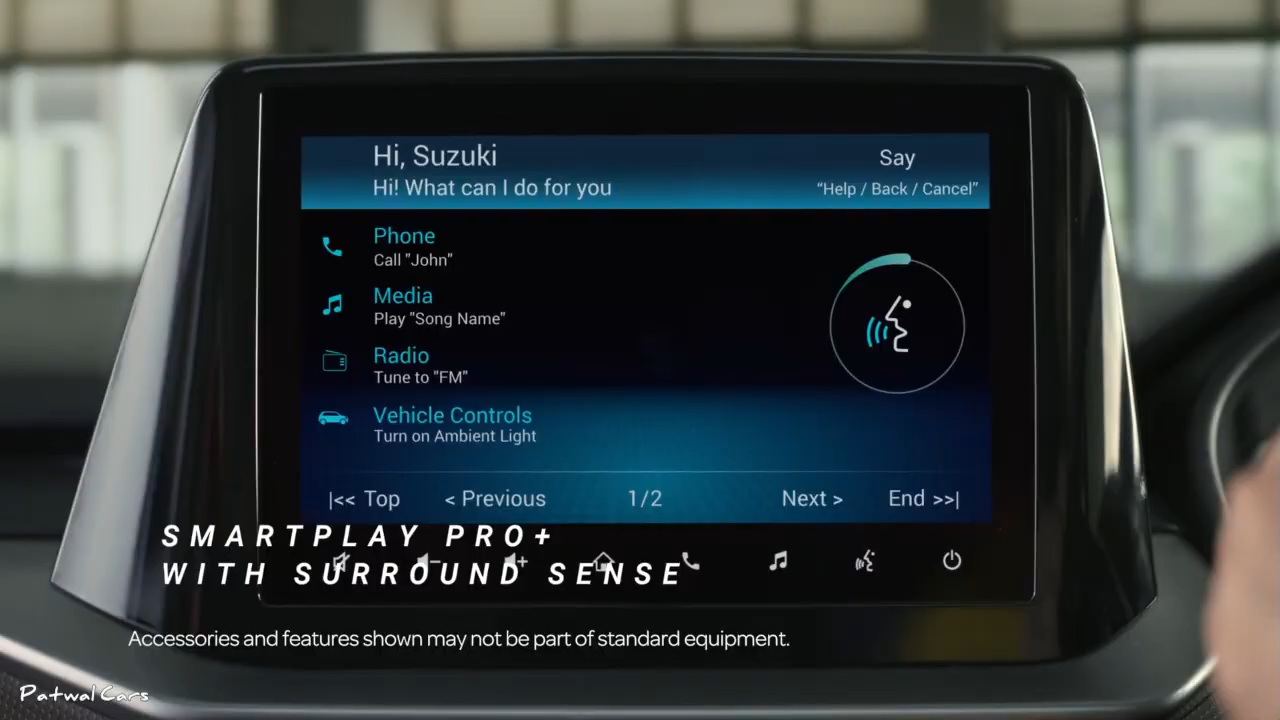 Hi, Suzuki
Hi! What can I do for you
Say
“Help / Back / Cancel”
Phone
Call "John"
Media
Play "Song Name"
Radio
Tune to "FM"
Vehicle Controls
Turn on Ambient Light
|<< Top < Previous 1/2 Next > End >>|
SMARTPLAY PRO+
WITH SURROUND SENSE
Accessories and features shown may not be part of standard equipment.
Patwal Cars